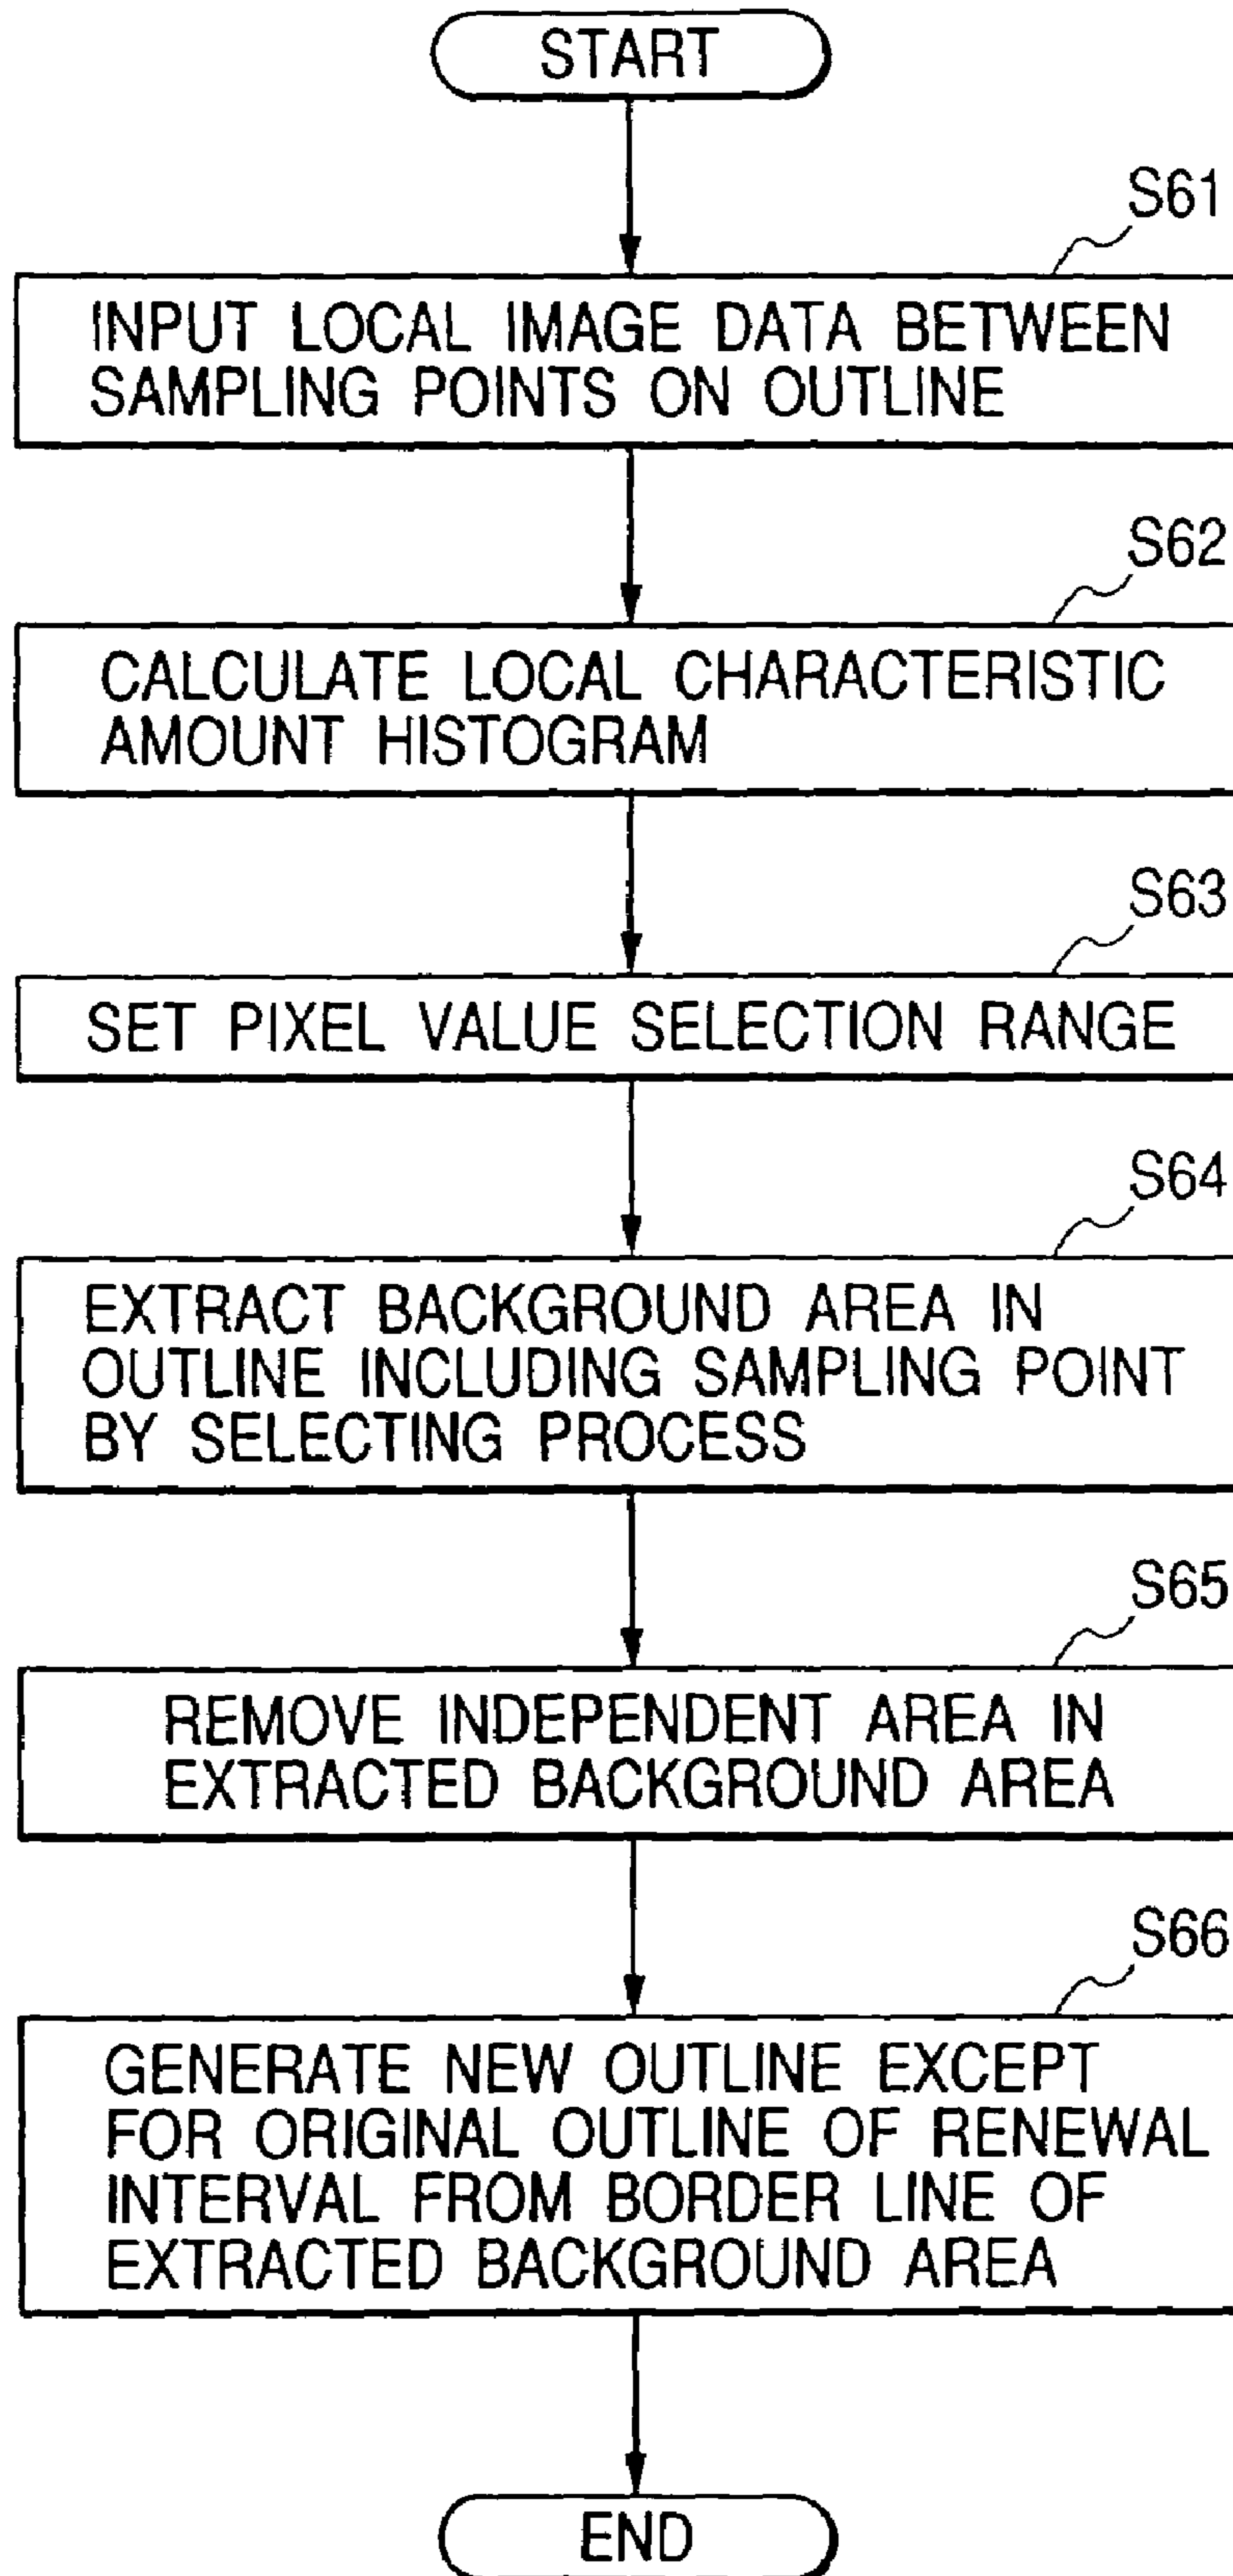 START
S61
INPUT LOCAL IMAGE DATA BETWEEN
SAMPLING POINTS ON OUTLINE
S62
CALCULATE LOCAL CHARACTERISTIC
AMOUNT HISTOGRAM
S63
SET PIXEL VALUE SELECTION RANGE
S64
EXTRACT BACKGROUND AREA IN
OUTLINE INCLUDING SAMPLING POINT
BY SELECTING PROCESS
S65
REMOVE INDEPENDENT AREA IN
EXTRACTED BACKGROUND AREA
S66
GENERATE NEW OUTLINE EXCEPT
FOR ORIGINAL OUTLINE OF RENEWAL
INTERVAL FROM BORDER LINE OF
EXTRACTED BACKGROUND AREA
END